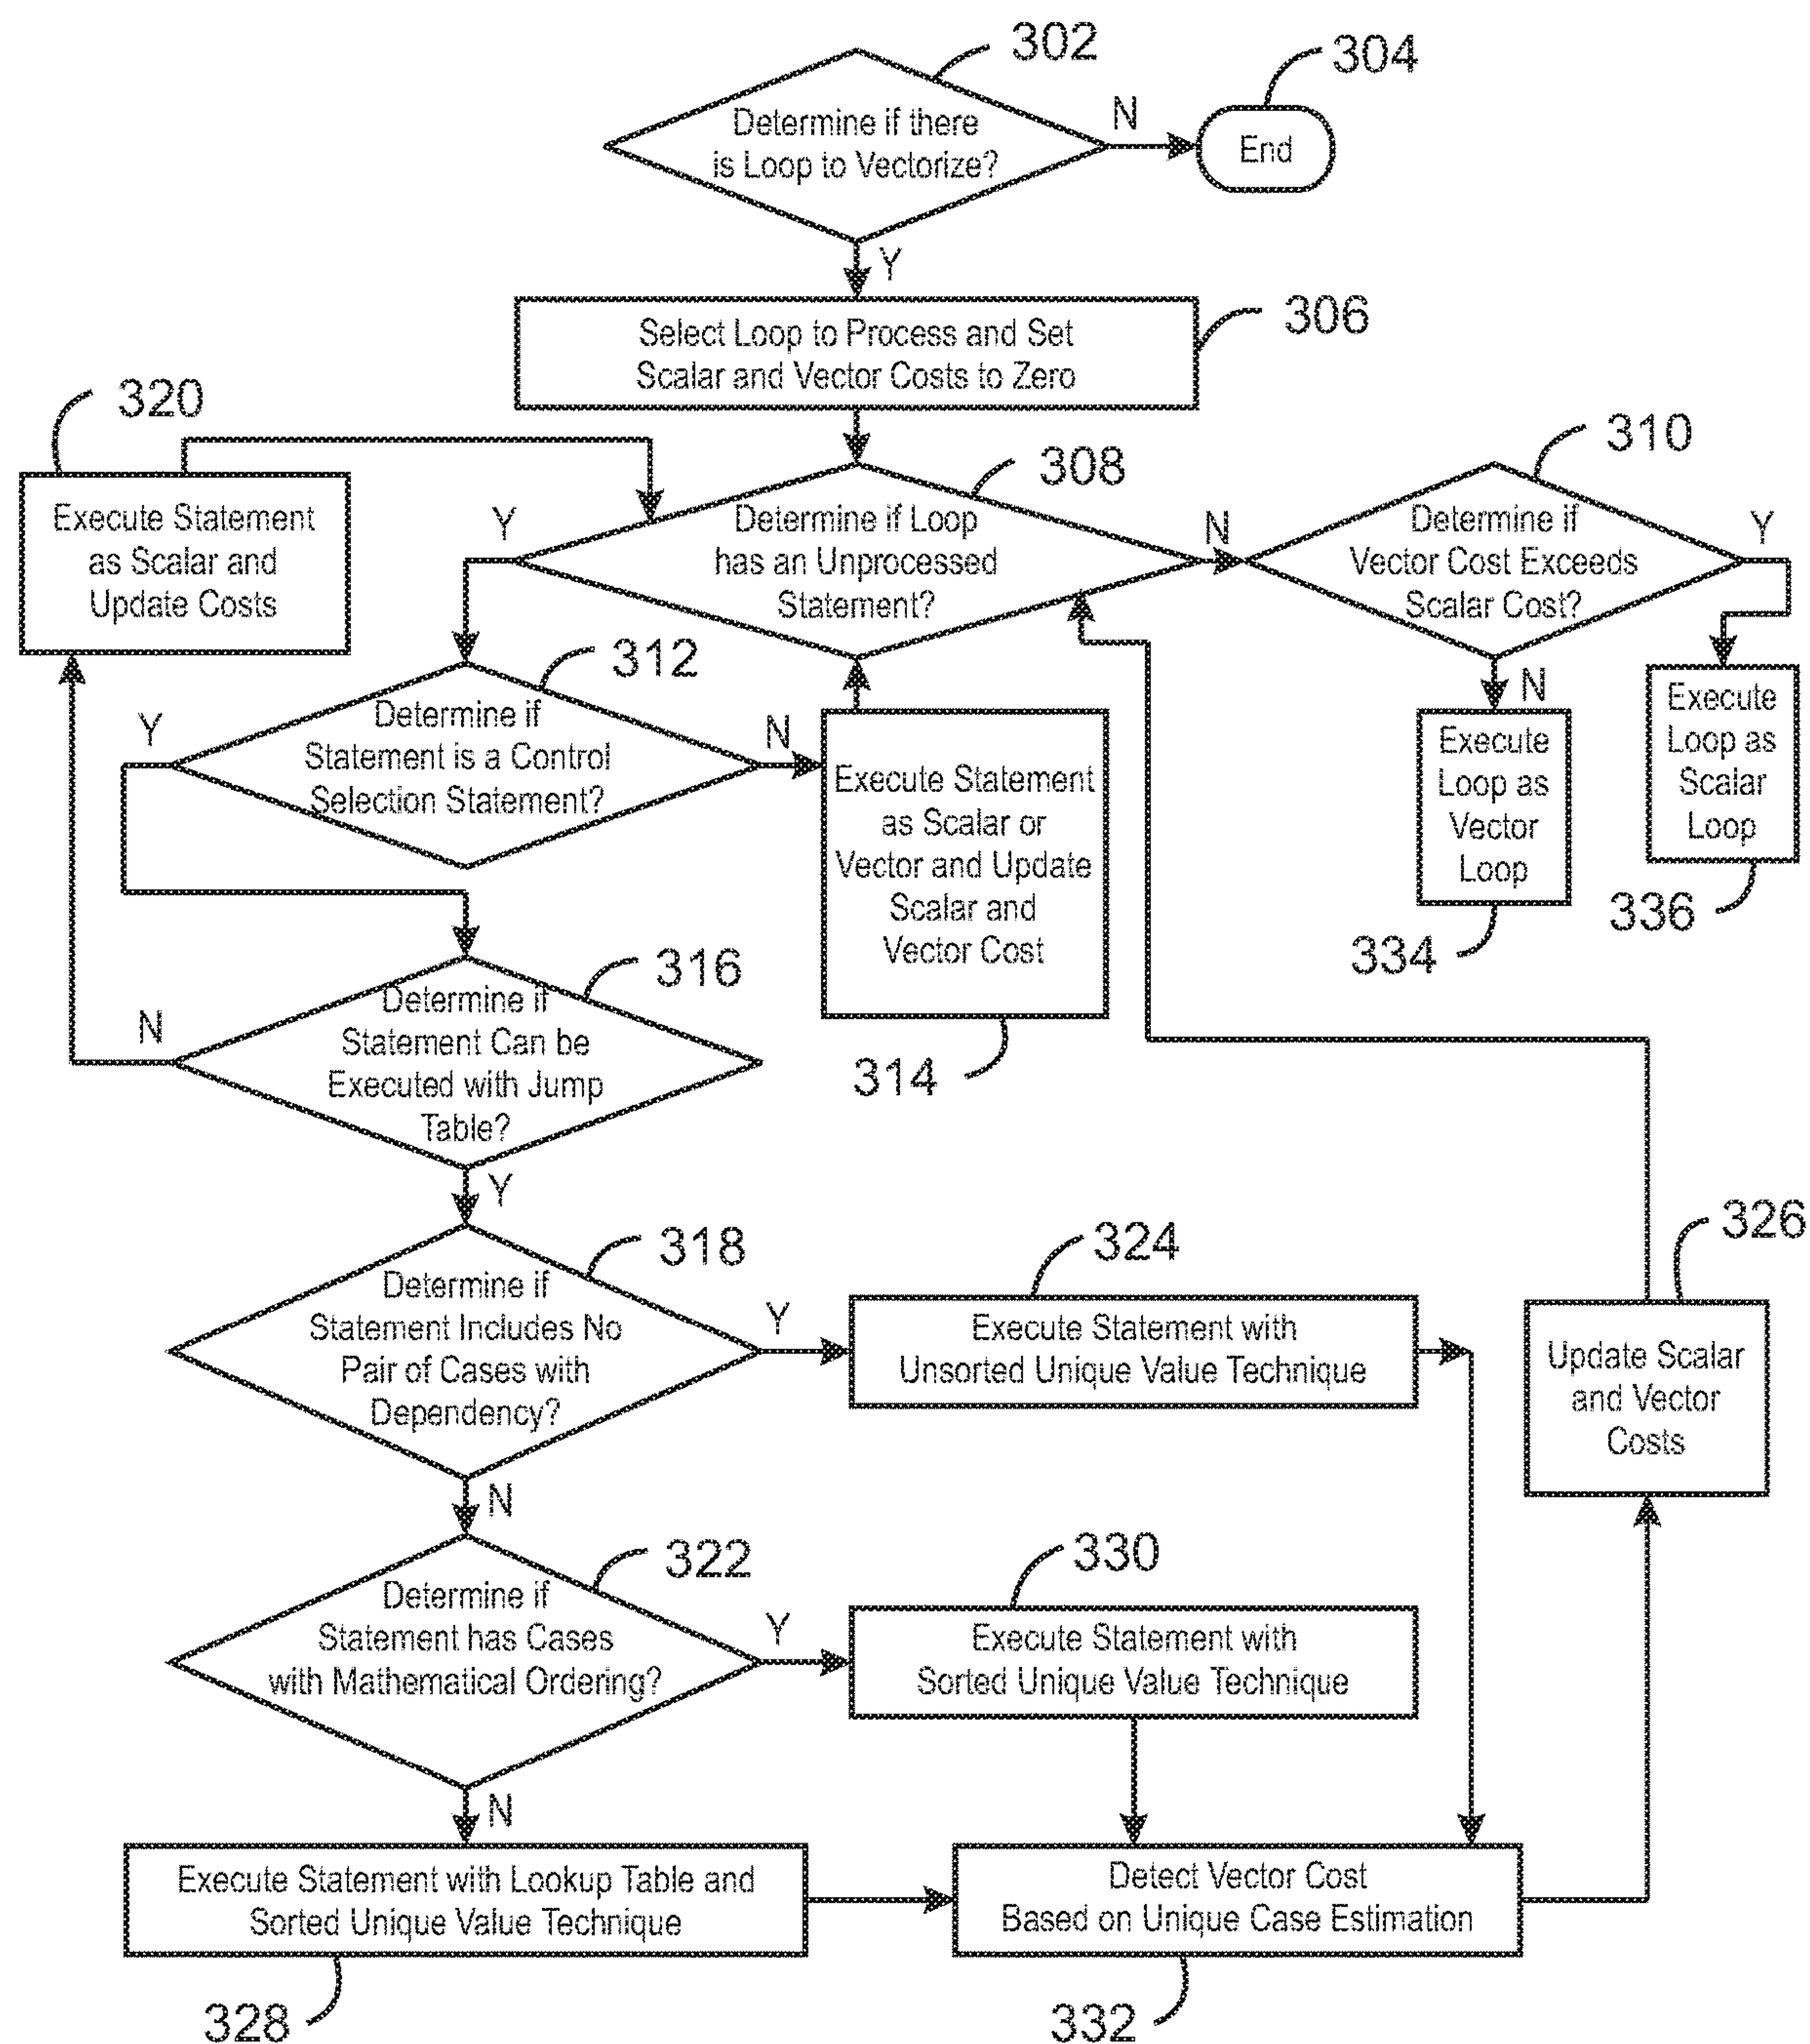 302
304
Determine if there
is Loop to Vectorize?
N
End
Y
306
Select Loop to Process and Set
Scalar and Vector Costs to Zero
320
Execute Statement
as Scalar and
Update Costs
308
Y
Determine if Loop
has an Unprocessed
Statement?
N
310
Determine if
Vector Cost Exceeds
Scalar Cost?
Y
N
312
Y
Determine if
Statement is a Control
Selection Statement?
N
Execute Statement
as Scalar or
Vector and Update
Scalar and
Vector Cost
314
Execute
Loop as
Vector
Loop
334
Execute
Loop as
Scalar
Loop
336
316
N
Determine if
Statement Can be
Executed with Jump
Table?
Y
318
Determine if
Statement Includes No
Pair of Cases with
Dependency?
Y
324
Execute Statement with
Unsorted Unique Value Technique
326
Update Scalar
and Vector
Costs
N
322
Determine if
Statement has Cases
with Mathematical Ordering?
Y
330
Execute Statement with
Sorted Unique Value Technique
N
Execute Statement with Lookup Table and
Sorted Unique Value Technique
328
Detect Vector Cost
Based on Unique Case Estimation
332